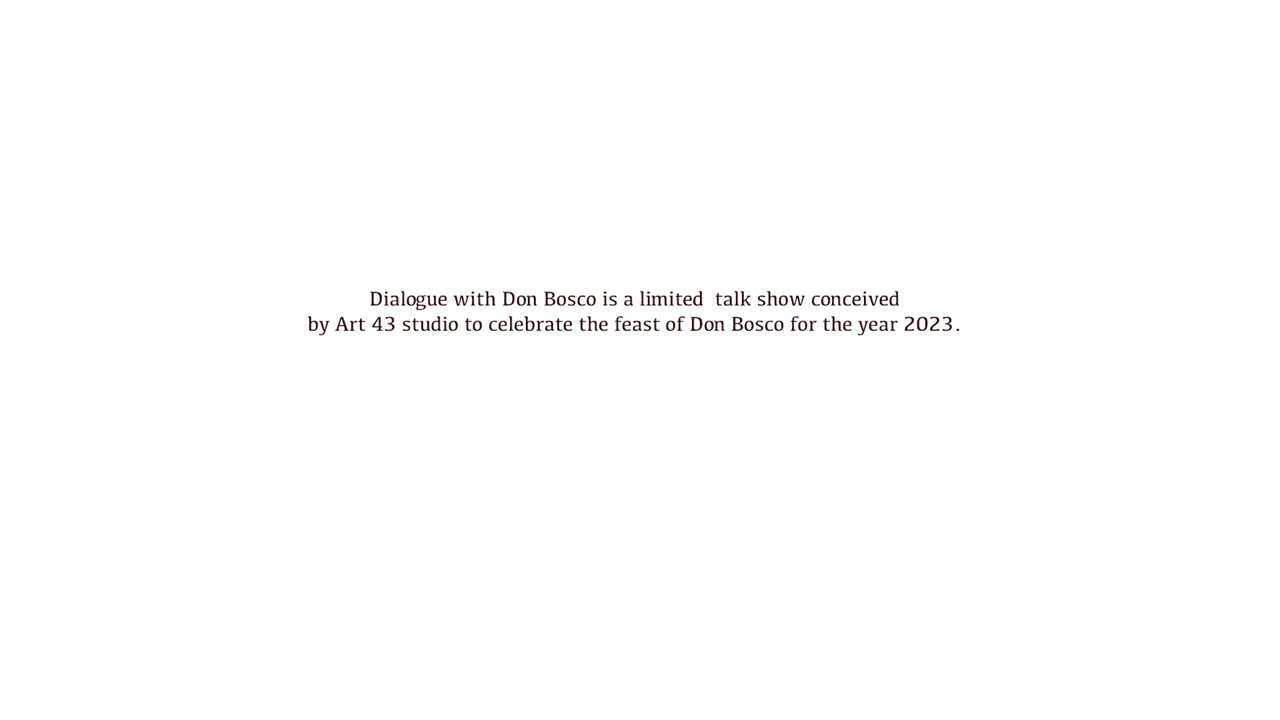 Dialogue with Don Bosco is a limited  talk show conceived
by Art 43 studio to celebrate the feast of Don Bosco for the year 2023.